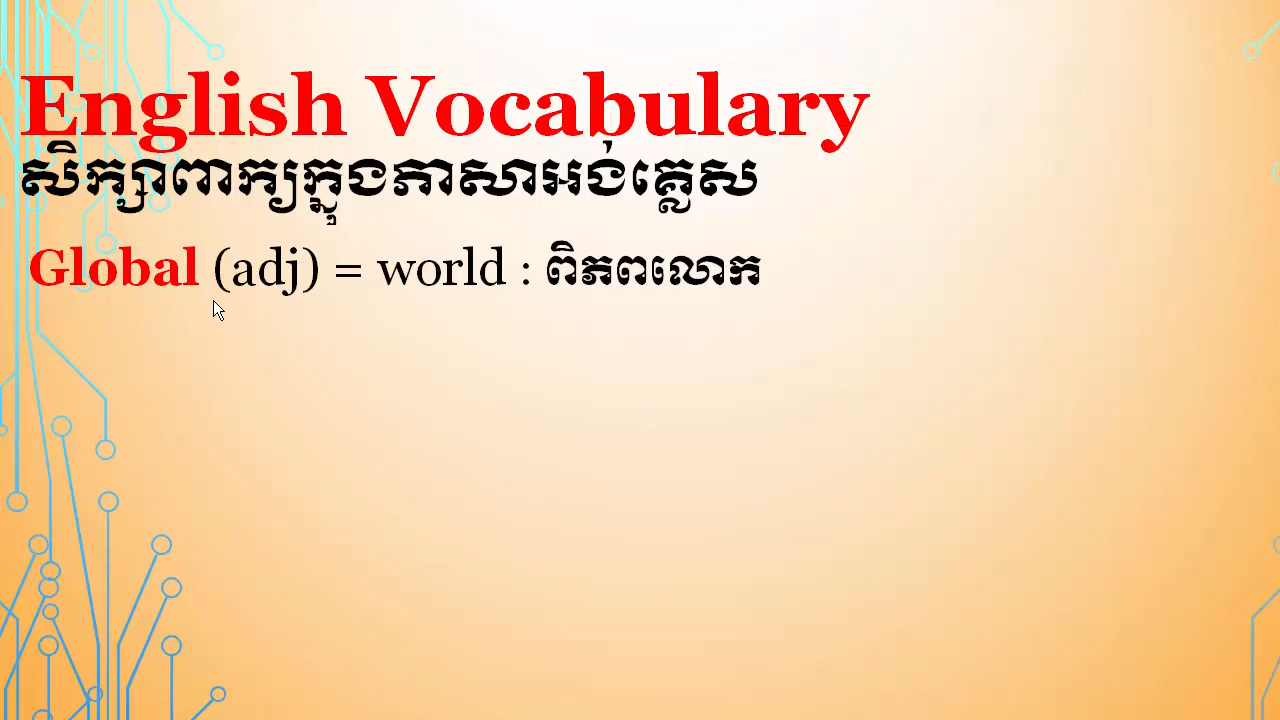 English Vocabulary
សិក្សាពាក្យក្នុងភាសាអង់គ្លេស
Global (adj) = world : ពិភពលោក